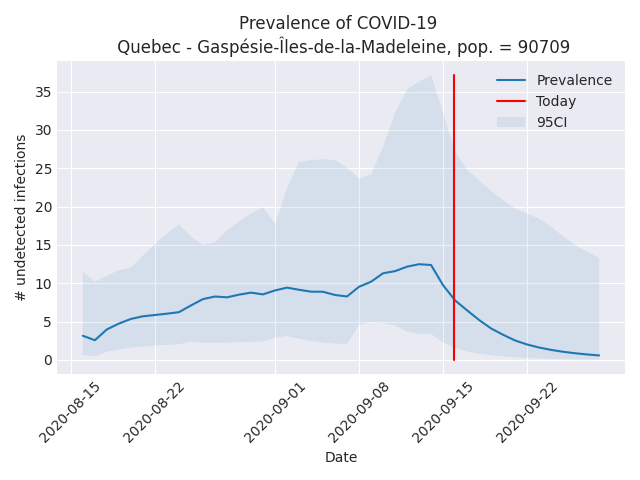 Prevalence of COVID-19
Quebec - Gaspésie-Îles-de-la-Madeleine, pop. = 90709
Prevalence
Today
95CI
# undetected infections
35
30
25
20
15
10
5
0
2020-08-15
2020-08-22
2020-09-01
2020-09-08
2020-09-15
2020-09-22
Date